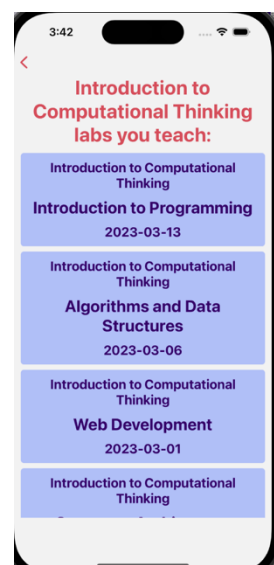 3:42
Introduction to
Computational Thinking
labs you teach:
Introduction to Computational
Thinking
Introduction to Programming
2023-03-13
Introduction to Computational
Thinking
Algorithms and Data
Structures
2023-03-06
Introduction to Computational
Thinking
Web Development
2023-03-01
Introduction to Computational
Thinking